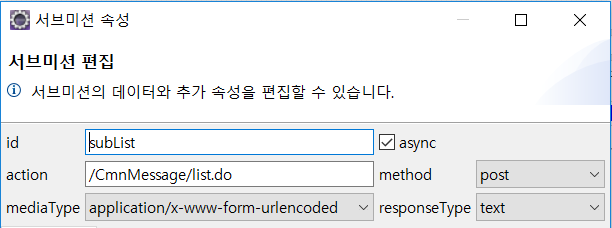 서브미션 속성
서브미션 편집
서브미션의 데이터와 추가 속성을 편집할 수 있습니다.
id subList async
action /CmnMessage/list.do method post
mediaType application/x-www-form-urlencoded responseType text